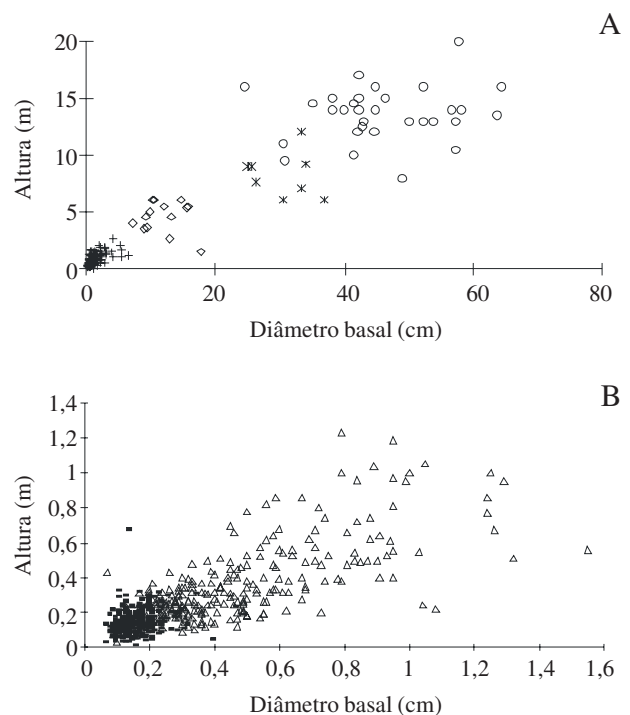 A
20
15
10
5
0
Altura (m)
0 20 40 60 80
Diâmetro basal (cm)
B
1,4
1,2
1
0,8
0,6
0,4
0,2
0
Altura (m)
0 0,2 0,4 0,6 0,8 1 1,2 1,4 1,6
Diâmetro basal (cm)